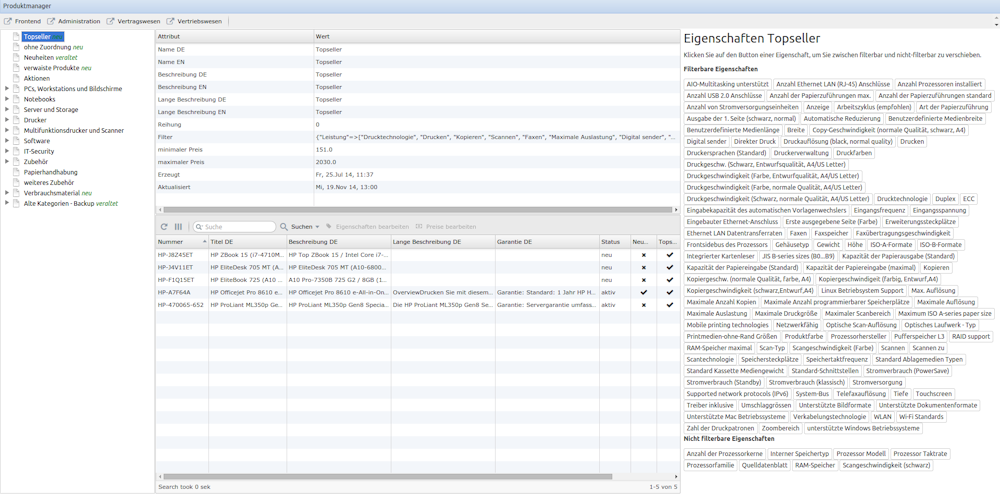 Produktmanager
Frontend Administration Vertragswesen Vertriebswesen
Topseller neu
ohne Zuordnung neu
Neuheiten veraltet
verwaiste Produkte neu
Aktionen
PCs, Workstations und Bildschirme
Notebooks
Server und Storage
Drucker
Multifunktionsdrucker und Scanner
Software
IT-Security
Zubehör
Papierhandhabung
weiteres Zubehör
Verbrauchsmaterial neu
Alte Kategorien - Backup veraltet
Attribut Wert
Name DE Topseller
Name EN Topseller
Beschreibung DE Topseller
Beschreibung EN Topseller
Lange Beschreibung DE Topseller
Lange Beschreibung EN Topseller
Reihung 0
Filter {"Leistung"=>["Drucktechnologie", "Drucken", "Kopieren", "Scannen", "Faxen", "Maximale Auslastung", "Digital sender", "...
minimaler Preis 151.0
maximaler Preis 2030.0
Erzeugt Fr, 25.Jul 14, 11:37
Aktualisiert Mi, 19.Nov 14, 13:00
Suche Suchen Eigenschaften bearbeiten Preise bearbeiten
Nummer Titel DE Beschreibung DE Lange Beschreibung DE Garantie DE Status Neu... Tops...
HP-J8Z45ET HP ZBook 15 (i7-4710M... HP Top ZBook 15 / Intel Core i7-... neu
HP-J4V11ET HP EliteDesk 705 MT (A... HP EliteDesk 705 MT (A10-6800... neu
HP-F1Q15ET HP EliteBook 725 (A10 ... A10 Pro-7350B 725 G2 / 8GB (1... neu
HP-A7F64A HP Officejet Pro 8610 e... HP Officejet Pro 8610 e-All-in-On... OverviewDrucken Sie mit diesem... Garantie: Standard: 1 Jahr HP H... aktiv
HP-470065-652 HP ProLiant ML350p G... HP ProLiant ML350p Gen8 Specia... Die HP ProLiant ML350p Gen8 Se... Garantie: Servergarantie umfass... aktiv
Search took 0 sek 1-5 von 5
Eigenschaften Topseller
Klicken Sie auf den Button einer Eigenschaft, um Sie zwischen filterbar und nicht-filterbar zu verschieben.
Filterbare Eigenschaften
AIO-Multitasking unterstützt Anzahl Ethernet LAN (RJ-45) Anschlüsse Anzahl Prozessoren installiert
Anzahl USB 2.0 Anschlüsse Anzahl der Papierzuführungen max. Anzahl der Papierzuführungen standard
Anzahl von Stromversorgungseinheiten Anzeige Arbeitszyklus (empfohlen) Art der Papierzuführung
Ausgabe der 1. Seite (schwarz, normal) Automatische Reduzierung Benutzerdefinierte Medienbreite
Benutzerdefinierte Medienlänge Breite Copy-Geschwindigkeit (normale Qualität, schwarz, A4)
Digital sender Direkter Druck Druckauflösung (black, normal quality) Drucken
Druckersprachen (Standard) Druckerverwaltung Druckfarben
Druckgeschw. (Schwarz, Entwurfsqualität, A4/US Letter)
Druckgeschwindigkeit (Farbe, Entwurfqualität, A4/US Letter)
Druckgeschwindigkeit (Farbe, normale Qualität, A4/US Letter)
Druckgeschwindigkeit (Schwarz, normale Qualität, A4/US Letter) Drucktechnologie Duplex ECC
Eingabekapazität des automatischen Vorlagenwechslers Eingangsfrequenz Eingangsspannung
Eingebauter Ethernet-Anschluss Erste ausgegebene Seite (Farbe) Erweiterungssteckplätze
Ethernet LAN Datentransferraten Faxen Faxspeicher Faxübertragungsgeschwindigkeit
Frontsidebus des Prozessors Gehäusetyp Gewicht Höhe ISO-A-Formate ISO-B-Formate
Integrierter Kartenleser JIS B-series sizes (B0...B9) Kapazität der Papierausgabe (Standard)
Kapazität der Papiereingabe (Standard) Kapazität der Papiereingabe (maximal) Kopieren
Kopiergeschw. (normale Qualität, Farbe, A4) Kopiergeschwindigkeit (Farbe, Entwurf, A4)
Kopiergeschwindigkeit (schwarz,Entwurf,A4) Linux Betriebsystem Support Max. Auflösung
Maximale Anzahl Kopien Maximale Anzahl programmierbarer Speicherplätze Maximale Auflösung
Maximale Auslastung Maximale Druckgröße Maximaler Scanbereich Maximum ISO A-series paper size
Mobile printing technologies Netzwerkfähig Optische Scan-Auflösung Optisches Laufwerk - Typ
Printmedien-ohne-Rand Größen Produktfarbe Prozessorhersteller Pufferspeicher L3 RAID support
RAM-Speicher maximal Scan-Typ Scangeschwindigkeit (Farbe) Scannen Scannen zu
Scantechnologie Speichersteckplätze Speichertaktfrequenz Standard Ablagemedien Typen
Standard Kassette Mediengewicht Standard-Schnittstellen Stromverbrauch (PowerSave)
Stromverbrauch (Standby) Stromverbrauch (klassisch) Stromversorgung
Supported network protocols (IPv6) System-Bus Telefaxauflösung Tiefe Touchscreen
Treiber inklusive Umschlaggrössen Unterstützte Bildformate Unterstützte Dokumentenformate
Unterstützte Mac Betriebssysteme Verkabelungstechnologie WLAN Wi-Fi Standards
Zahl der Druckpatronen Zoombereich unterstützte Windows Betriebssysteme
Nicht filterbare Eigenschaften
Anzahl der Prozessorkerne Interner Speichertyp Prozessor Modell Prozessor Taktrate
Prozessorfamilie Quelldatenblatt RAM-Speicher Scangeschwindigkeit (schwarz)